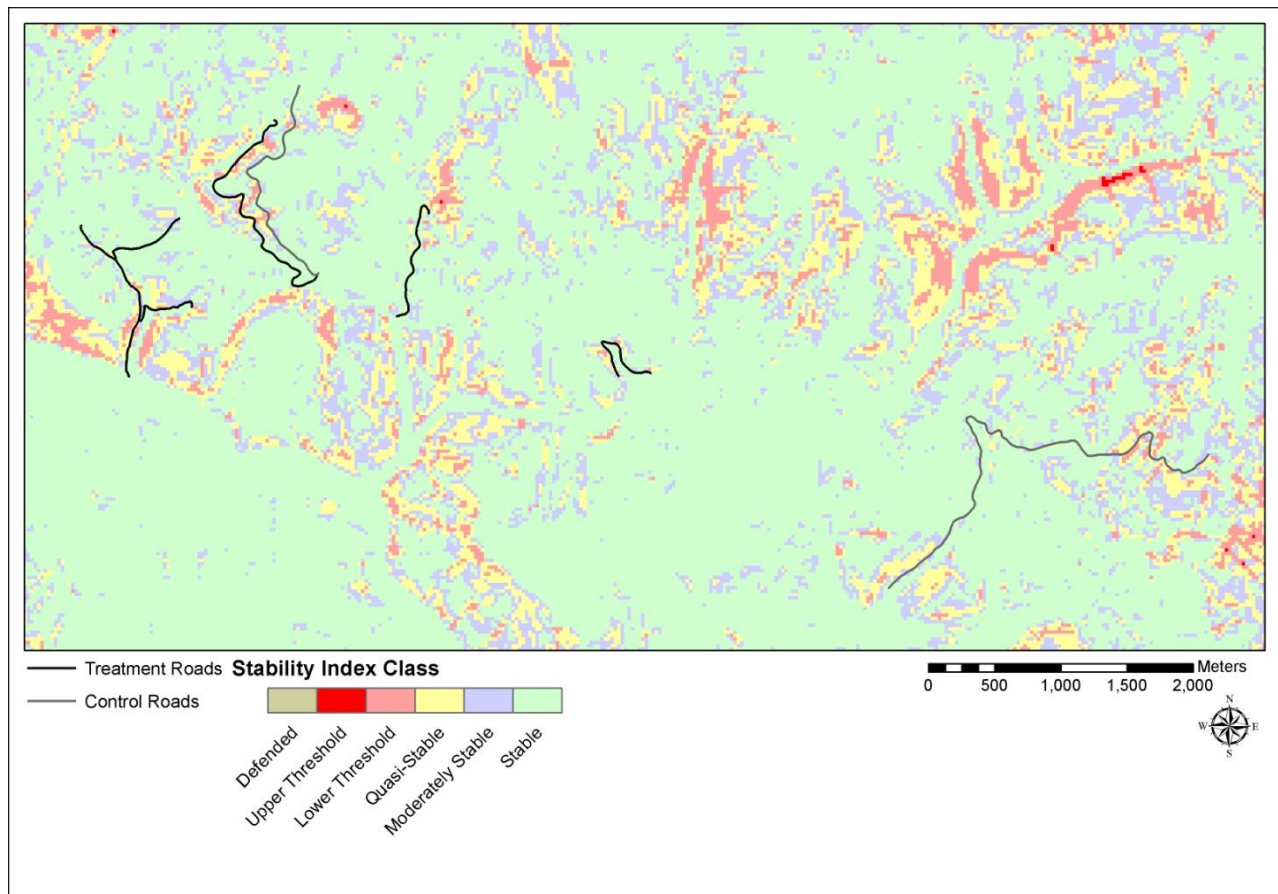 Treatment Roads
Control Roads
Stability Index Class
Defended
Upper Threshold
Lower Threshold
Quasi-Stable
Moderately Stable
Stable
Meters
0 500 1,000 1,500 2,000
N
W E
S